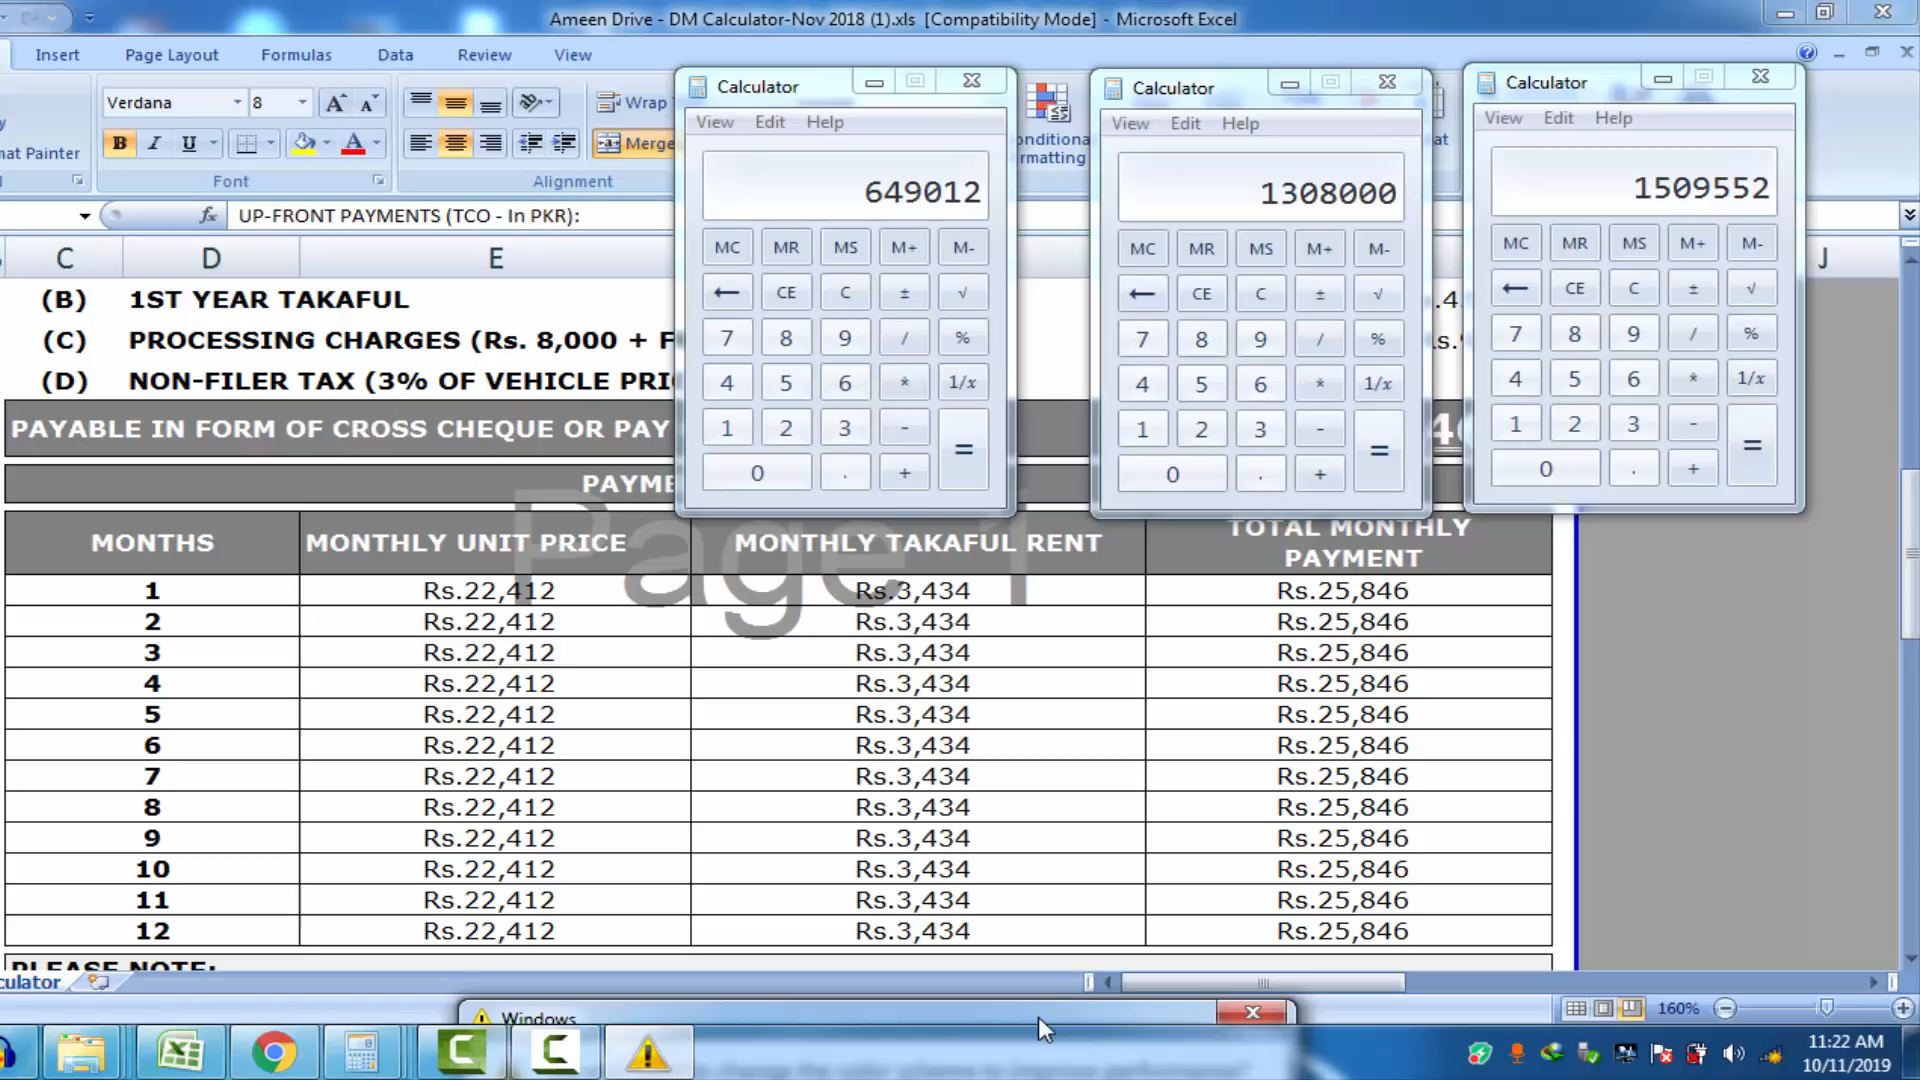 Ameen Drive - DM Calculator-Nov 2018 (1).xls [Compatibility Mode] - Microsoft Excel
Insert Page Layout Formulas Data Review View
Verdana 8 Wrap
B I U Merge
Font Alignment
UP-FRONT PAYMENTS (TCO - In PKR):
C D E J
(B) 1ST YEAR TAKAFUL
(C) PROCESSING CHARGES (Rs. 8,000 +
(D) NON-FILER TAX (3% OF VEHICLE
PAYABLE IN FORM OF CROSS CHEQUE OR PAY
Calculator
View Edit Help
649012
MC MR MS M+ M-
← CE C ± √
7 8 9 / %
4 5 6 * 1/x
1 2 3 - =
0 . +
Calculator
View Edit Help
1308000
MC MR MS M+ M-
← CE C ± √
7 8 9 / %
4 5 6 * 1/x
1 2 3 - =
0 . +
Calculator
View Edit Help
1509552
MC MR MS M+ M-
← CE C ± √
7 8 9 / %
4 5 6 * 1/x
1 2 3 - =
0 . +
Page 1
MONTHS MONTHLY UNIT PRICE MONTHLY TAKAFUL RENT TOTAL MONTHLY PAYMENT
1 Rs.22,412 Rs.3,434 Rs.25,846
2 Rs.22,412 Rs.3,434 Rs.25,846
3 Rs.22,412 Rs.3,434 Rs.25,846
4 Rs.22,412 Rs.3,434 Rs.25,846
5 Rs.22,412 Rs.3,434 Rs.25,846
6 Rs.22,412 Rs.3,434 Rs.25,846
7 Rs.22,412 Rs.3,434 Rs.25,846
8 Rs.22,412 Rs.3,434 Rs.25,846
9 Rs.22,412 Rs.3,434 Rs.25,846
10 Rs.22,412 Rs.3,434 Rs.25,846
11 Rs.22,412 Rs.3,434 Rs.25,846
12 Rs.22,412 Rs.3,434 Rs.25,846
PLEASE NOTE:
160%
Windows
11:22 AM
10/11/2019